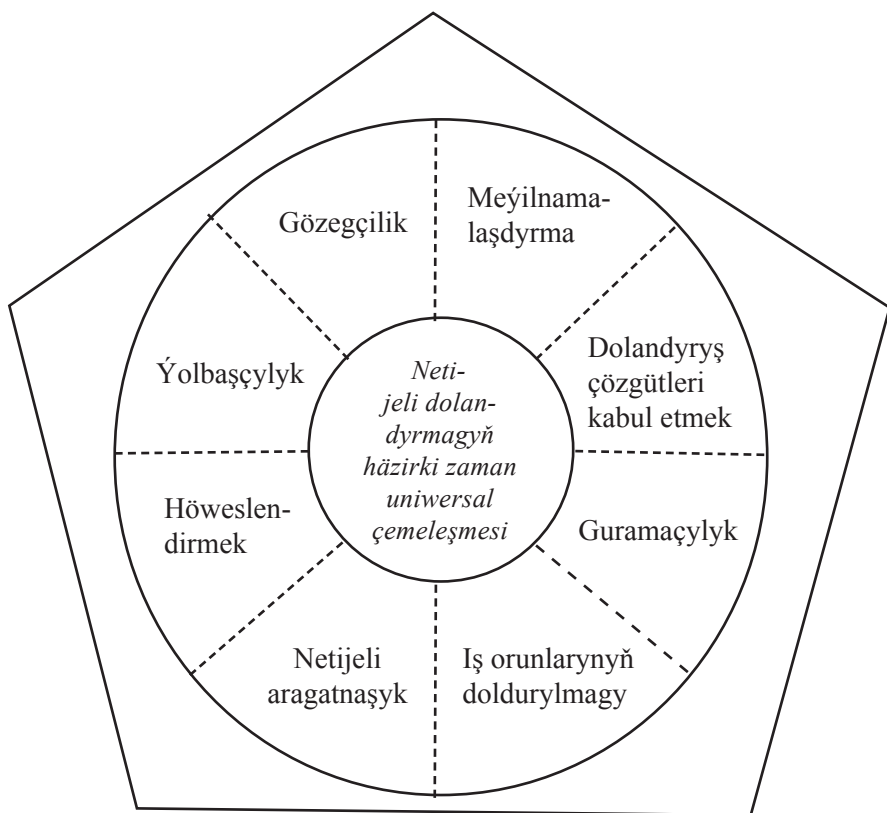 Gözegçilik
Meýilnama-
laşdyrma
Ýolbaşçylyk
Dolandyryş
çözgütleri
kabul etmek
Neti-
jeli dolan-
dyrmagyň
häzirki zaman
uniwersal
çemeleşmesi
Höweslen-
dirmek
Guramaçylyk
Netijeli
aragatnaşyk
Iş orunlarynyň
doldurylmagy